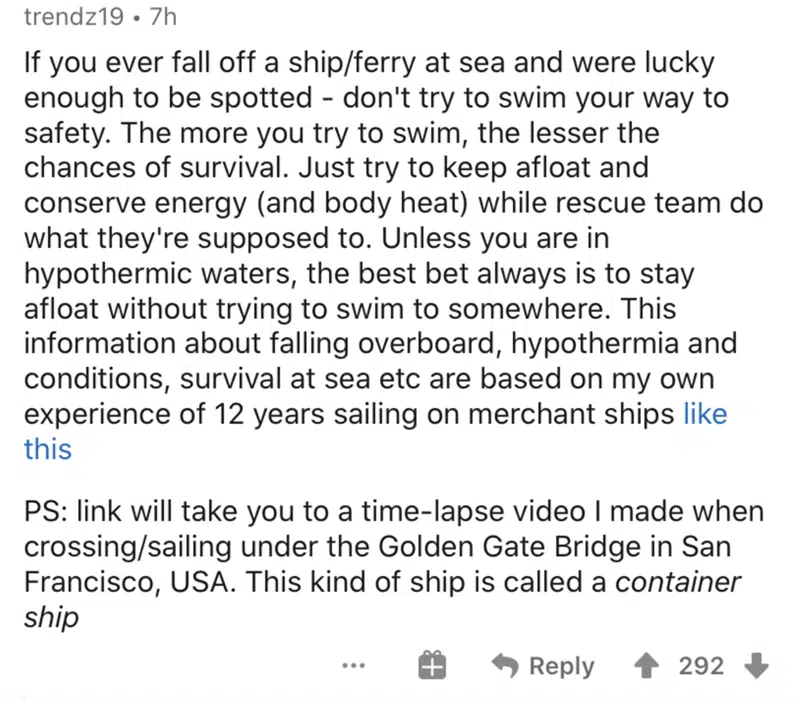 trendz19 • 7h
If you ever fall off a ship/ferry at sea and were lucky
enough to be spotted - don't try to swim your way to
safety. The more you try to swim, the lesser the
chances of survival. Just try to keep afloat and
conserve energy (and body heat) while rescue team do
what they're supposed to. Unless you are in
hypothermic waters, the best bet always is to stay
afloat without trying to swim to somewhere. This
information about falling overboard, hypothermia and
conditions, survival at sea etc are based on my own
experience of 12 years sailing on merchant ships like
this
PS: link will take you to a time-lapse video I made when
crossing/sailing under the Golden Gate Bridge in San
Francisco, USA. This kind of ship is called a container
ship
... Reply 292